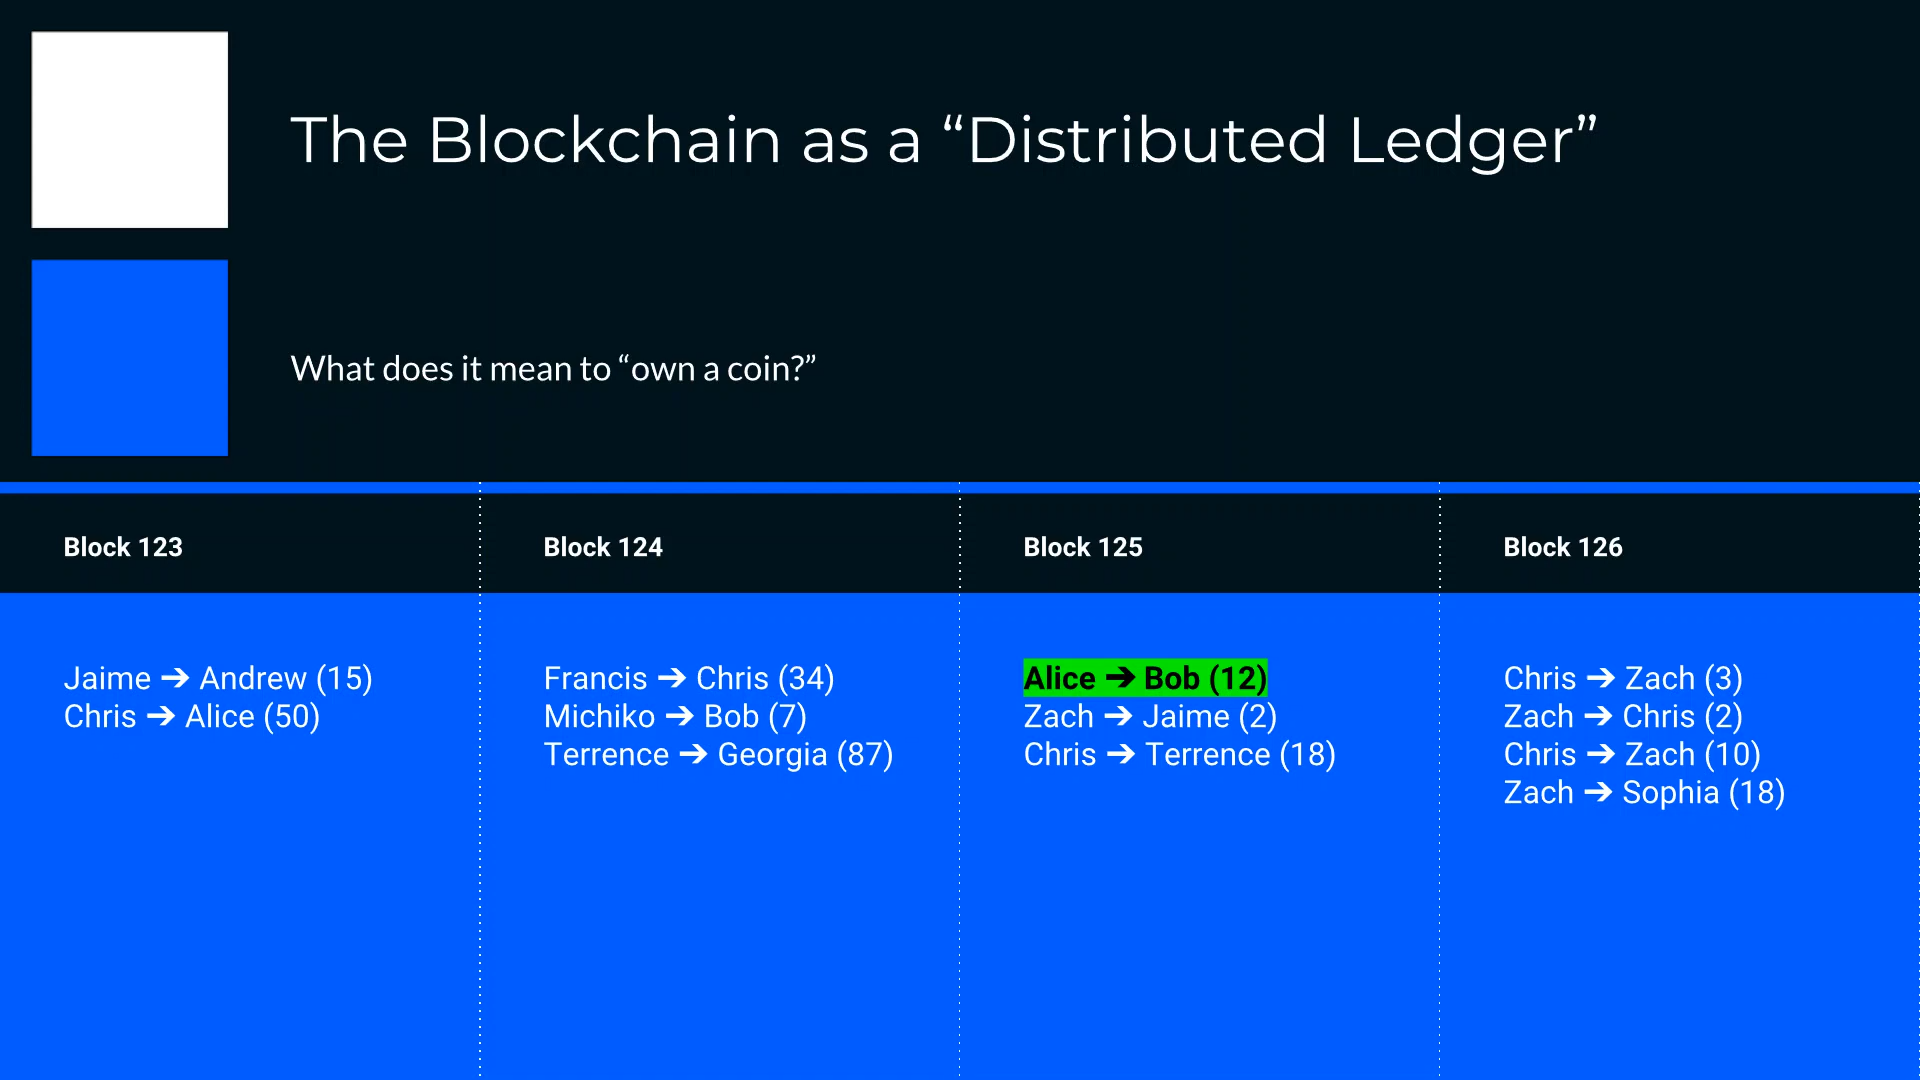 The Blockchain as a “Distributed Ledger”
What does it mean to “own a coin?”
Block 123
Jaime ➔ Andrew (15)
Chris ➔ Alice (50)
Block 124
Francis ➔ Chris (34)
Michiko ➔ Bob (7)
Terrence ➔ Georgia (87)
Block 125
Alice ➔ Bob (12)
Zach ➔ Jaime (2)
Chris ➔ Terrence (18)
Block 126
Chris ➔ Zach (3)
Zach ➔ Chris (2)
Chris ➔ Zach (10)
Zach ➔ Sophia (18)